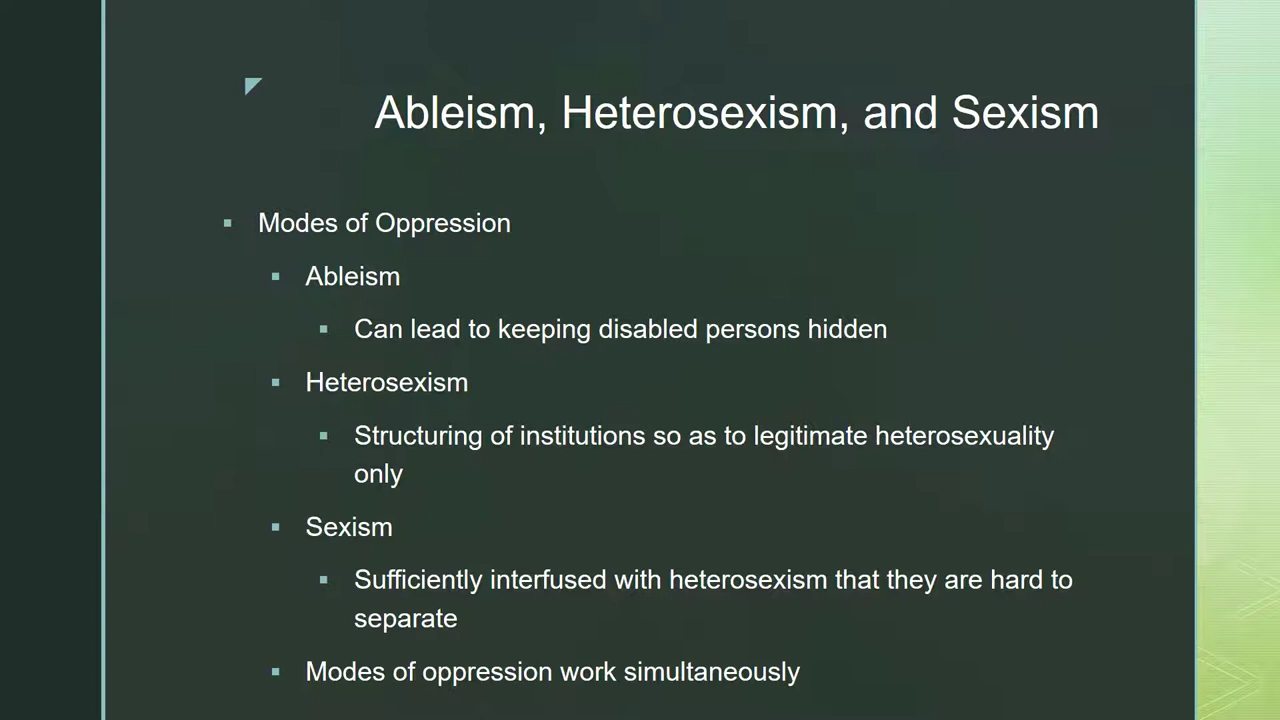 Ableism, Heterosexism, and Sexism
Modes of Oppression
Ableism
Can lead to keeping disabled persons hidden
Heterosexism
Structuring of institutions so as to legitimate heterosexuality
only
Sexism
Sufficiently interfused with heterosexism that they are hard to
separate
Modes of oppression work simultaneously